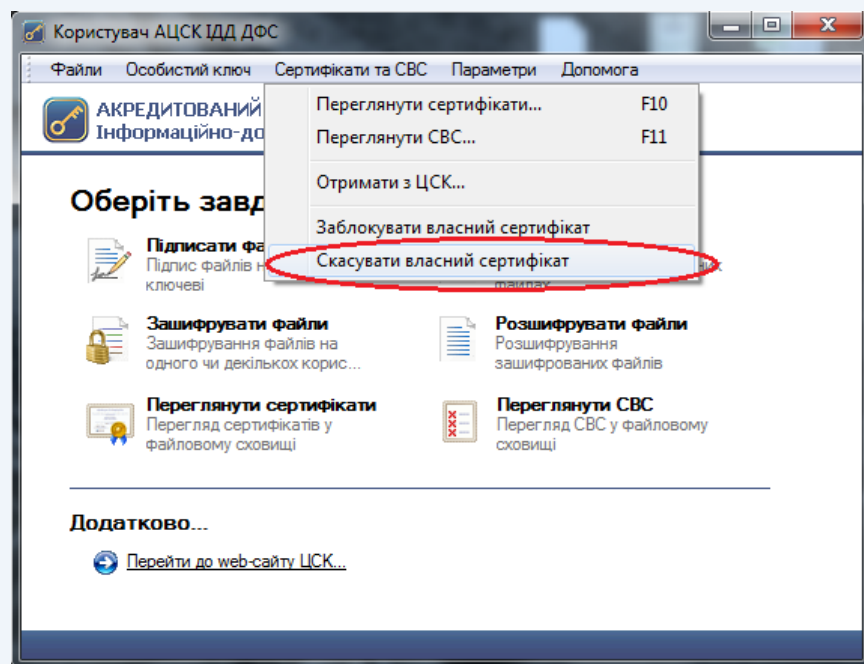 Користувач АЦСК ІДД ДФС
Файли Особистий ключ Сертифікати та СВС Параметри Допомога
АКРЕДИТОВАНИЙ
Інформаційно-до
Переглянути сертифікати... F10
Переглянути СВС... F11
Отримати з ЦСК...
Заблокувати власний сертифікат
Скасувати власний сертифікат
Оберіть завд
Підписати фа
Підпис файлів н
ключеві
файлах
Зашифрувати файли
Зашифрування файлів на
одного чи декількох корис...
Розшифрувати файли
Розшифрування
зашифрованих файлів
Переглянути сертифікати
Перегляд сертифікатів у
файловому сховищі
Переглянути СВС
Перегляд СВС у файловому
сховищі
Додатково...
Перейти до web-сайту ЦСК...